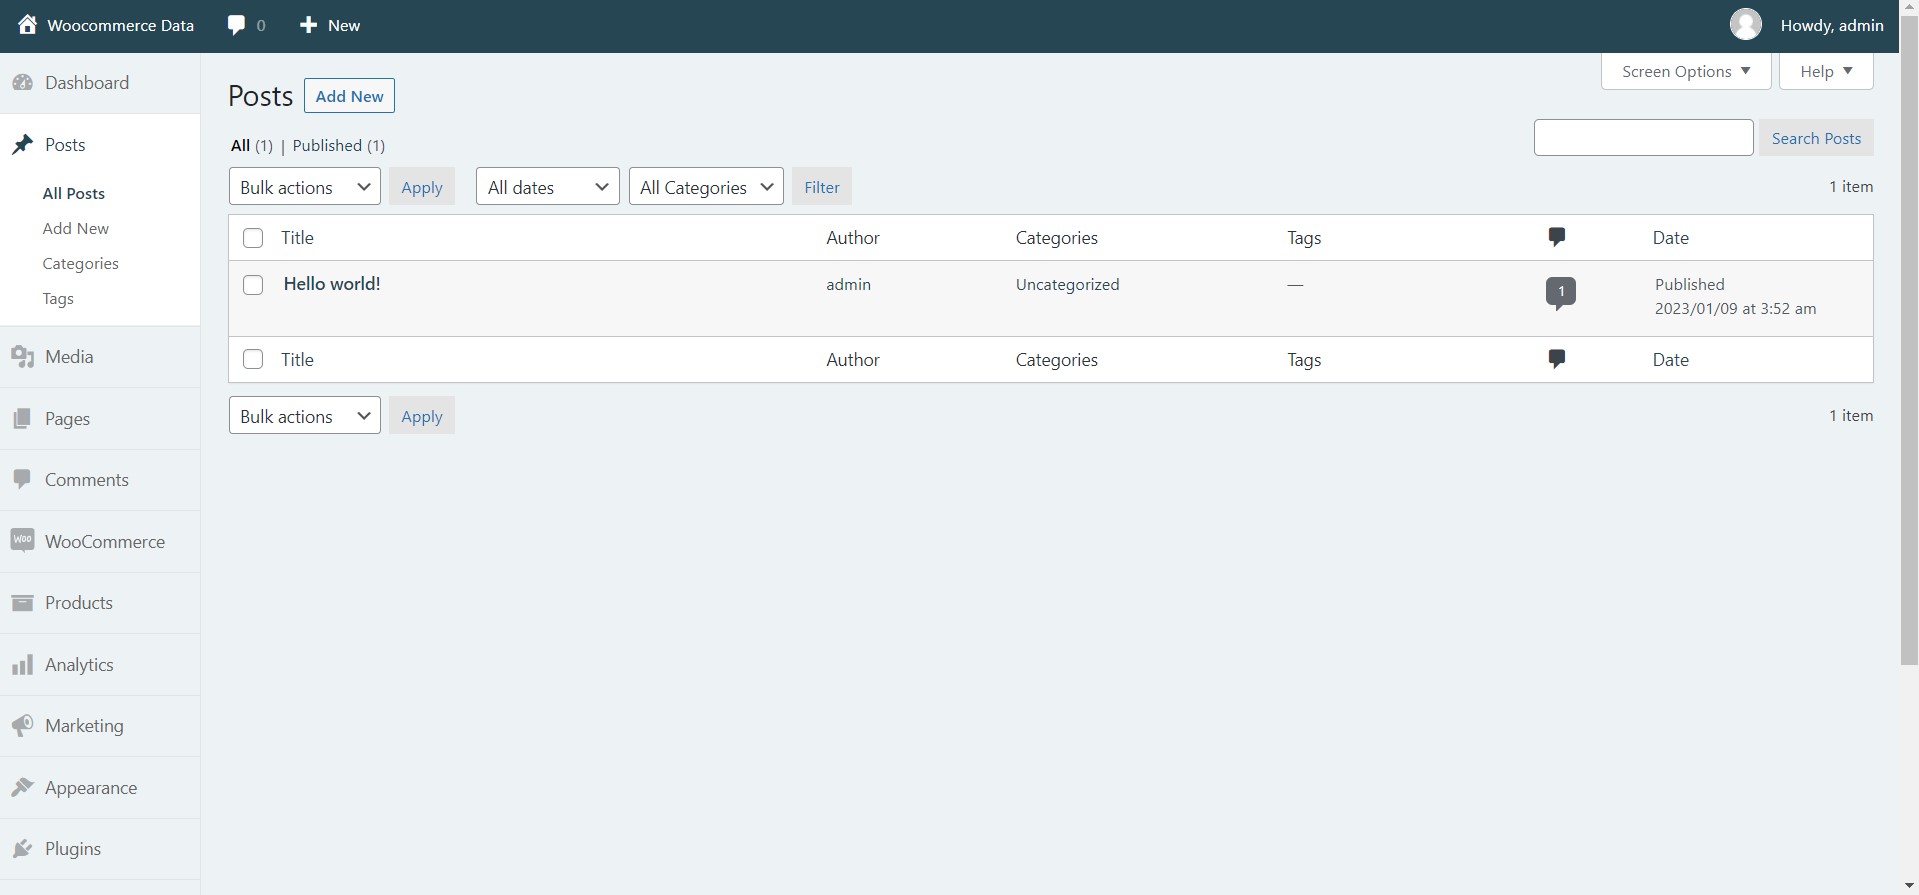 Woocommerce Data 0 New Howdy, admin
Dashboard
Posts
All Posts
Add New
Categories
Tags
Media
Pages
Comments
Woo WooCommerce
Products
Analytics
Marketing
Appearance
Plugins
Screen Options Help
Posts Add New
All (1) | Published (1)
Search Posts
Bulk actions Apply All dates All Categories Filter 1 item
Title Author Categories Tags Date
Hello world! admin Uncategorized — 1 Published
2023/01/09 at 3:52 am
Title Author Categories Tags Date
Bulk actions Apply 1 item